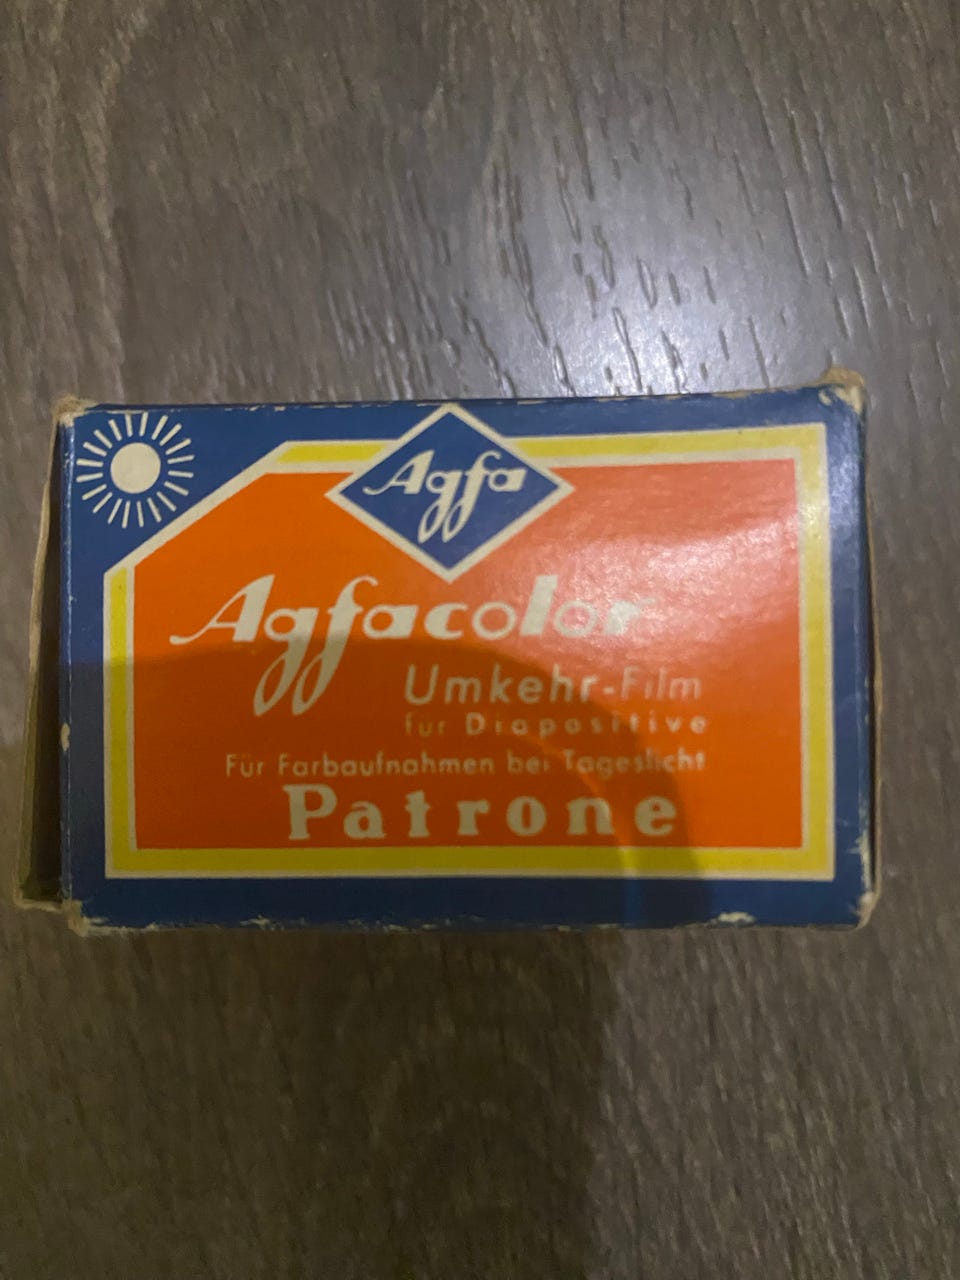 Agfa
Agfacolor
Umkehr-Film
für Diapositive
Für Farbaufnahmen bei Tageslicht
Patrone